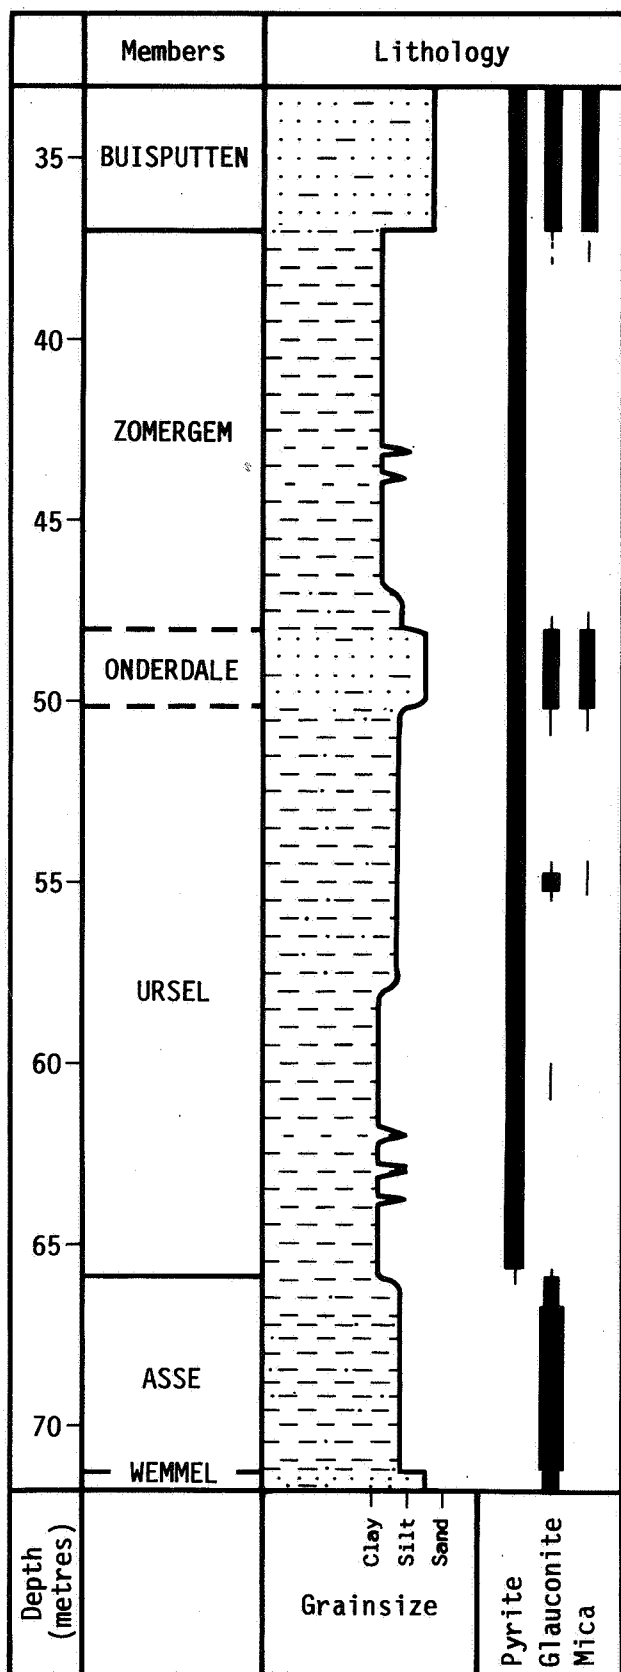 Members
Lithology
35
BUISPUTTEN
40
ZOMERGEM
45
ONDERDALE
50
55
URSEL
60
65
ASSE
70
WEMMEL
Clay
Silt
Sand
Grainsize
Depth
(metres)
Pyrite
Glauconite
Mica